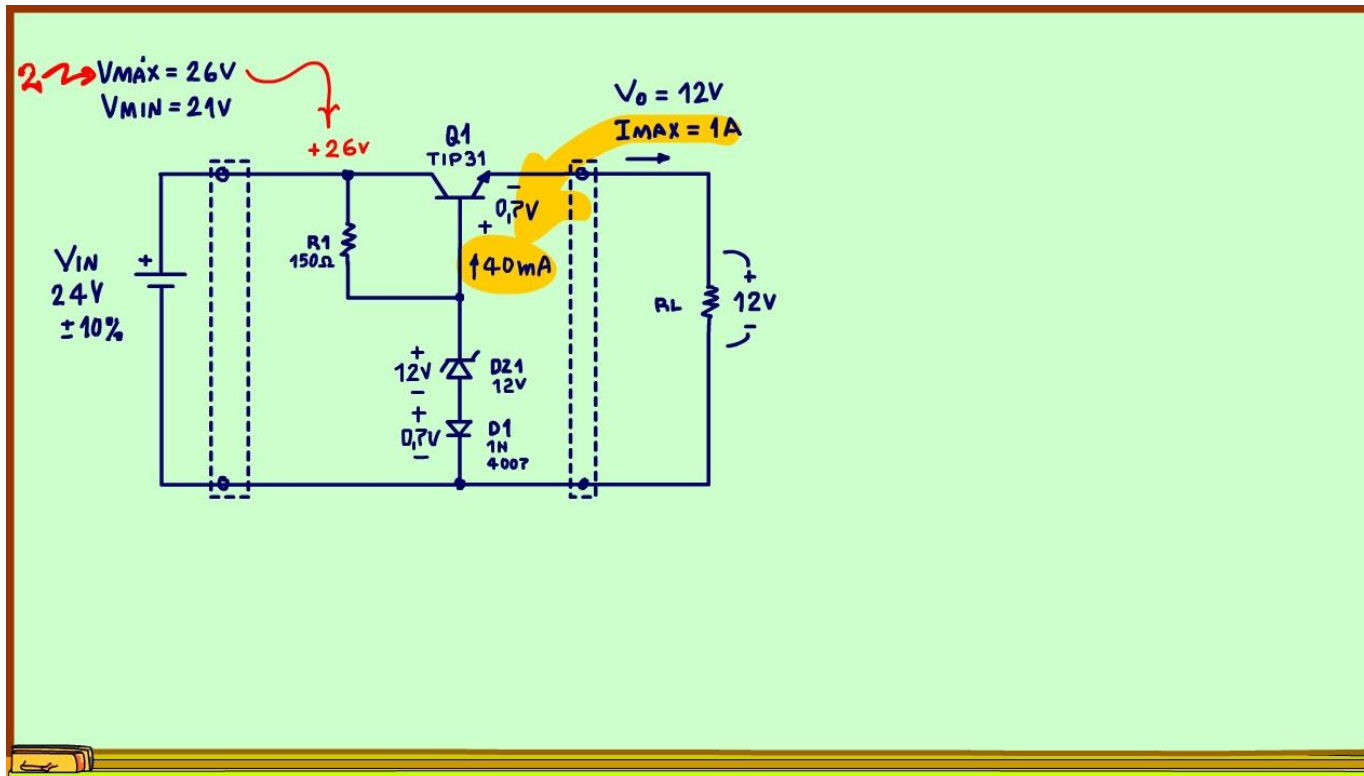 2 VMÁX = 26V
VMIN = 21V
+26V
Q1
TIP31
V0 = 12V
IMAX = 1A
-
0,7V
+
R1
150Ω
↑40mA
VIN
24V
±10%
+
RL
+
12V
-
+
12V
-
DZ1
12V
+
0,7V
-
D1
1N
4007